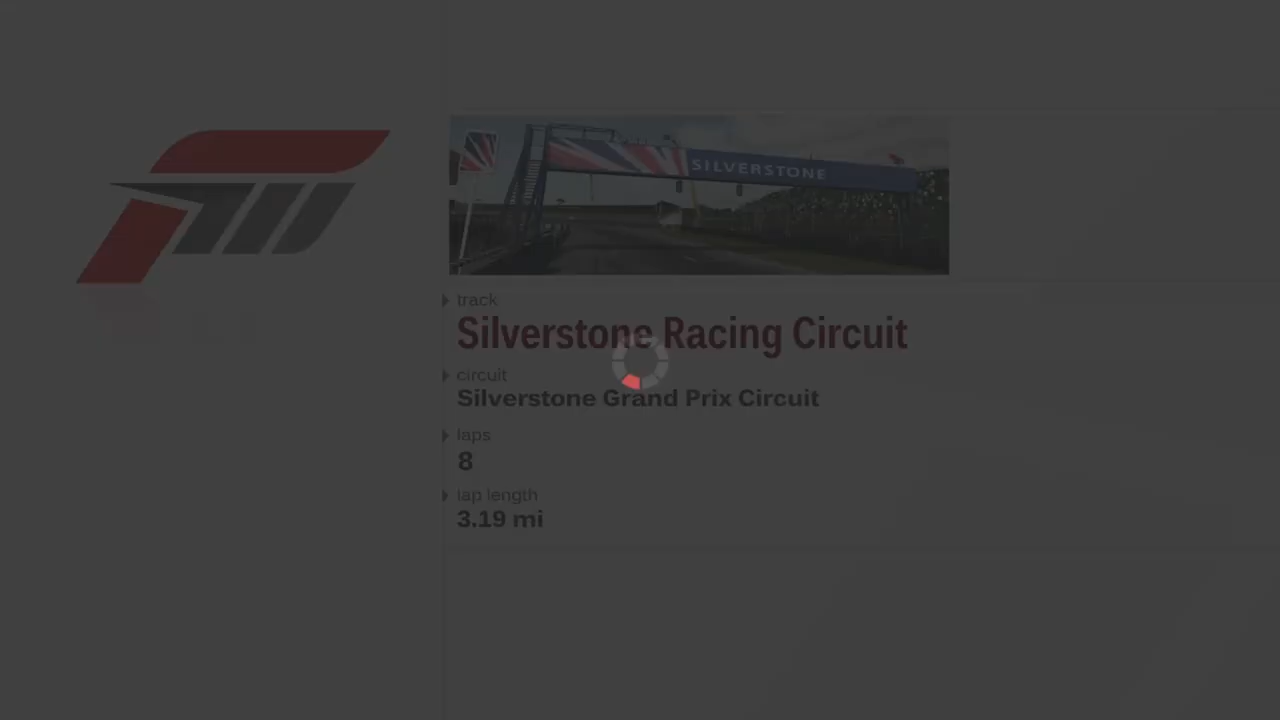 SILVERSTONE
track
Silverstone Racing Circuit
circuit
Silverstone Grand Prix Circuit
laps
8
lap length
3.19 mi